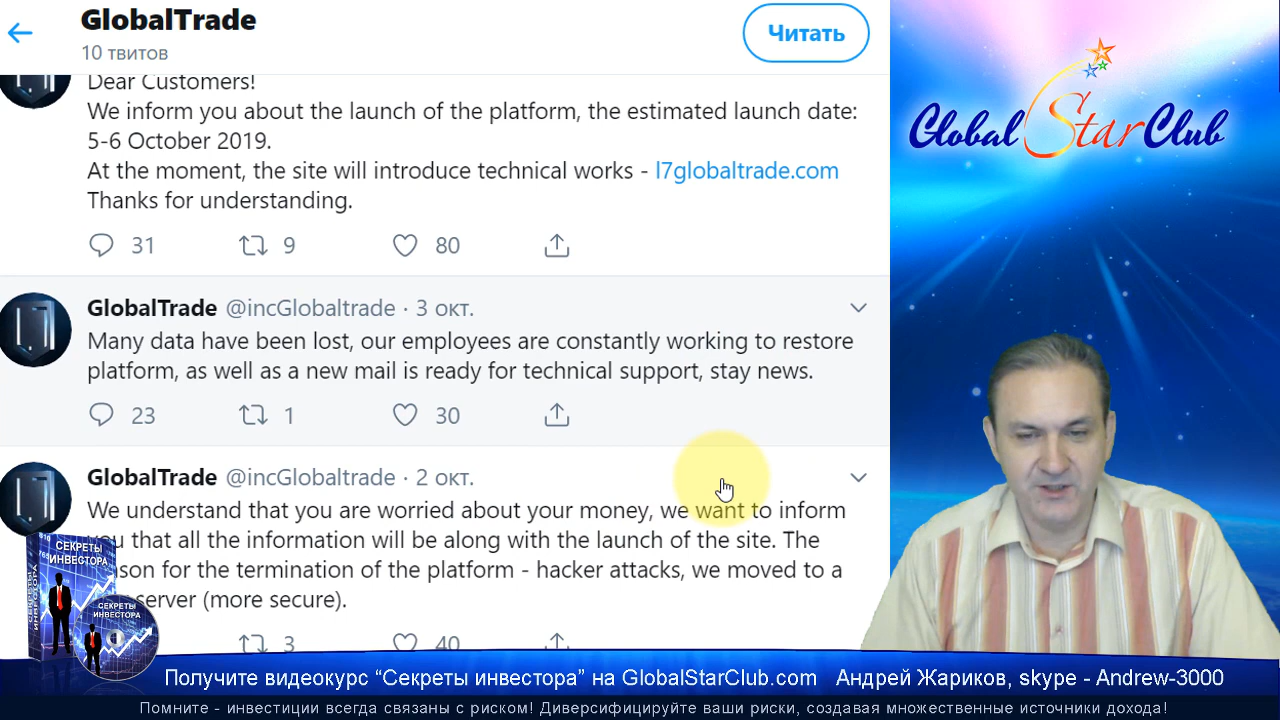 GlobalTrade
10 твитов
Читать
Dear Customers!
We inform you about the launch of the platform, the estimated launch date:
5-6 October 2019.
At the moment, the site will introduce technical works - l7globaltrade.com
Thanks for understanding.
31 9 80
GlobalTrade @incGlobaltrade · 3 окт.
Many data have been lost, our employees are constantly working to restore
platform, as well as a new mail is ready for technical support, stay news.
23 1 30
GlobalTrade @incGlobaltrade · 2 окт.
We understand that you are worried about your money, we want to inform
that all the information will be along with the launch of the site. The
for the termination of the platform - hacker attacks, we moved to a
server (more secure).
3 40
Global Star Club
СЕКРЕТЫ
ИНВЕСТОРА
СЕКРЕТЫ
ИНВЕСТОРА
СЕКРЕТЫ
ИНВЕСТОРА
Получите видеокурс “Секреты инвестора” на GlobalStarClub.com Андрей Жариков, skype - Andrew-3000
Помните - инвестиции всегда связаны с риском! Диверсифицируйте ваши риски, создавая множественные источники дохода!